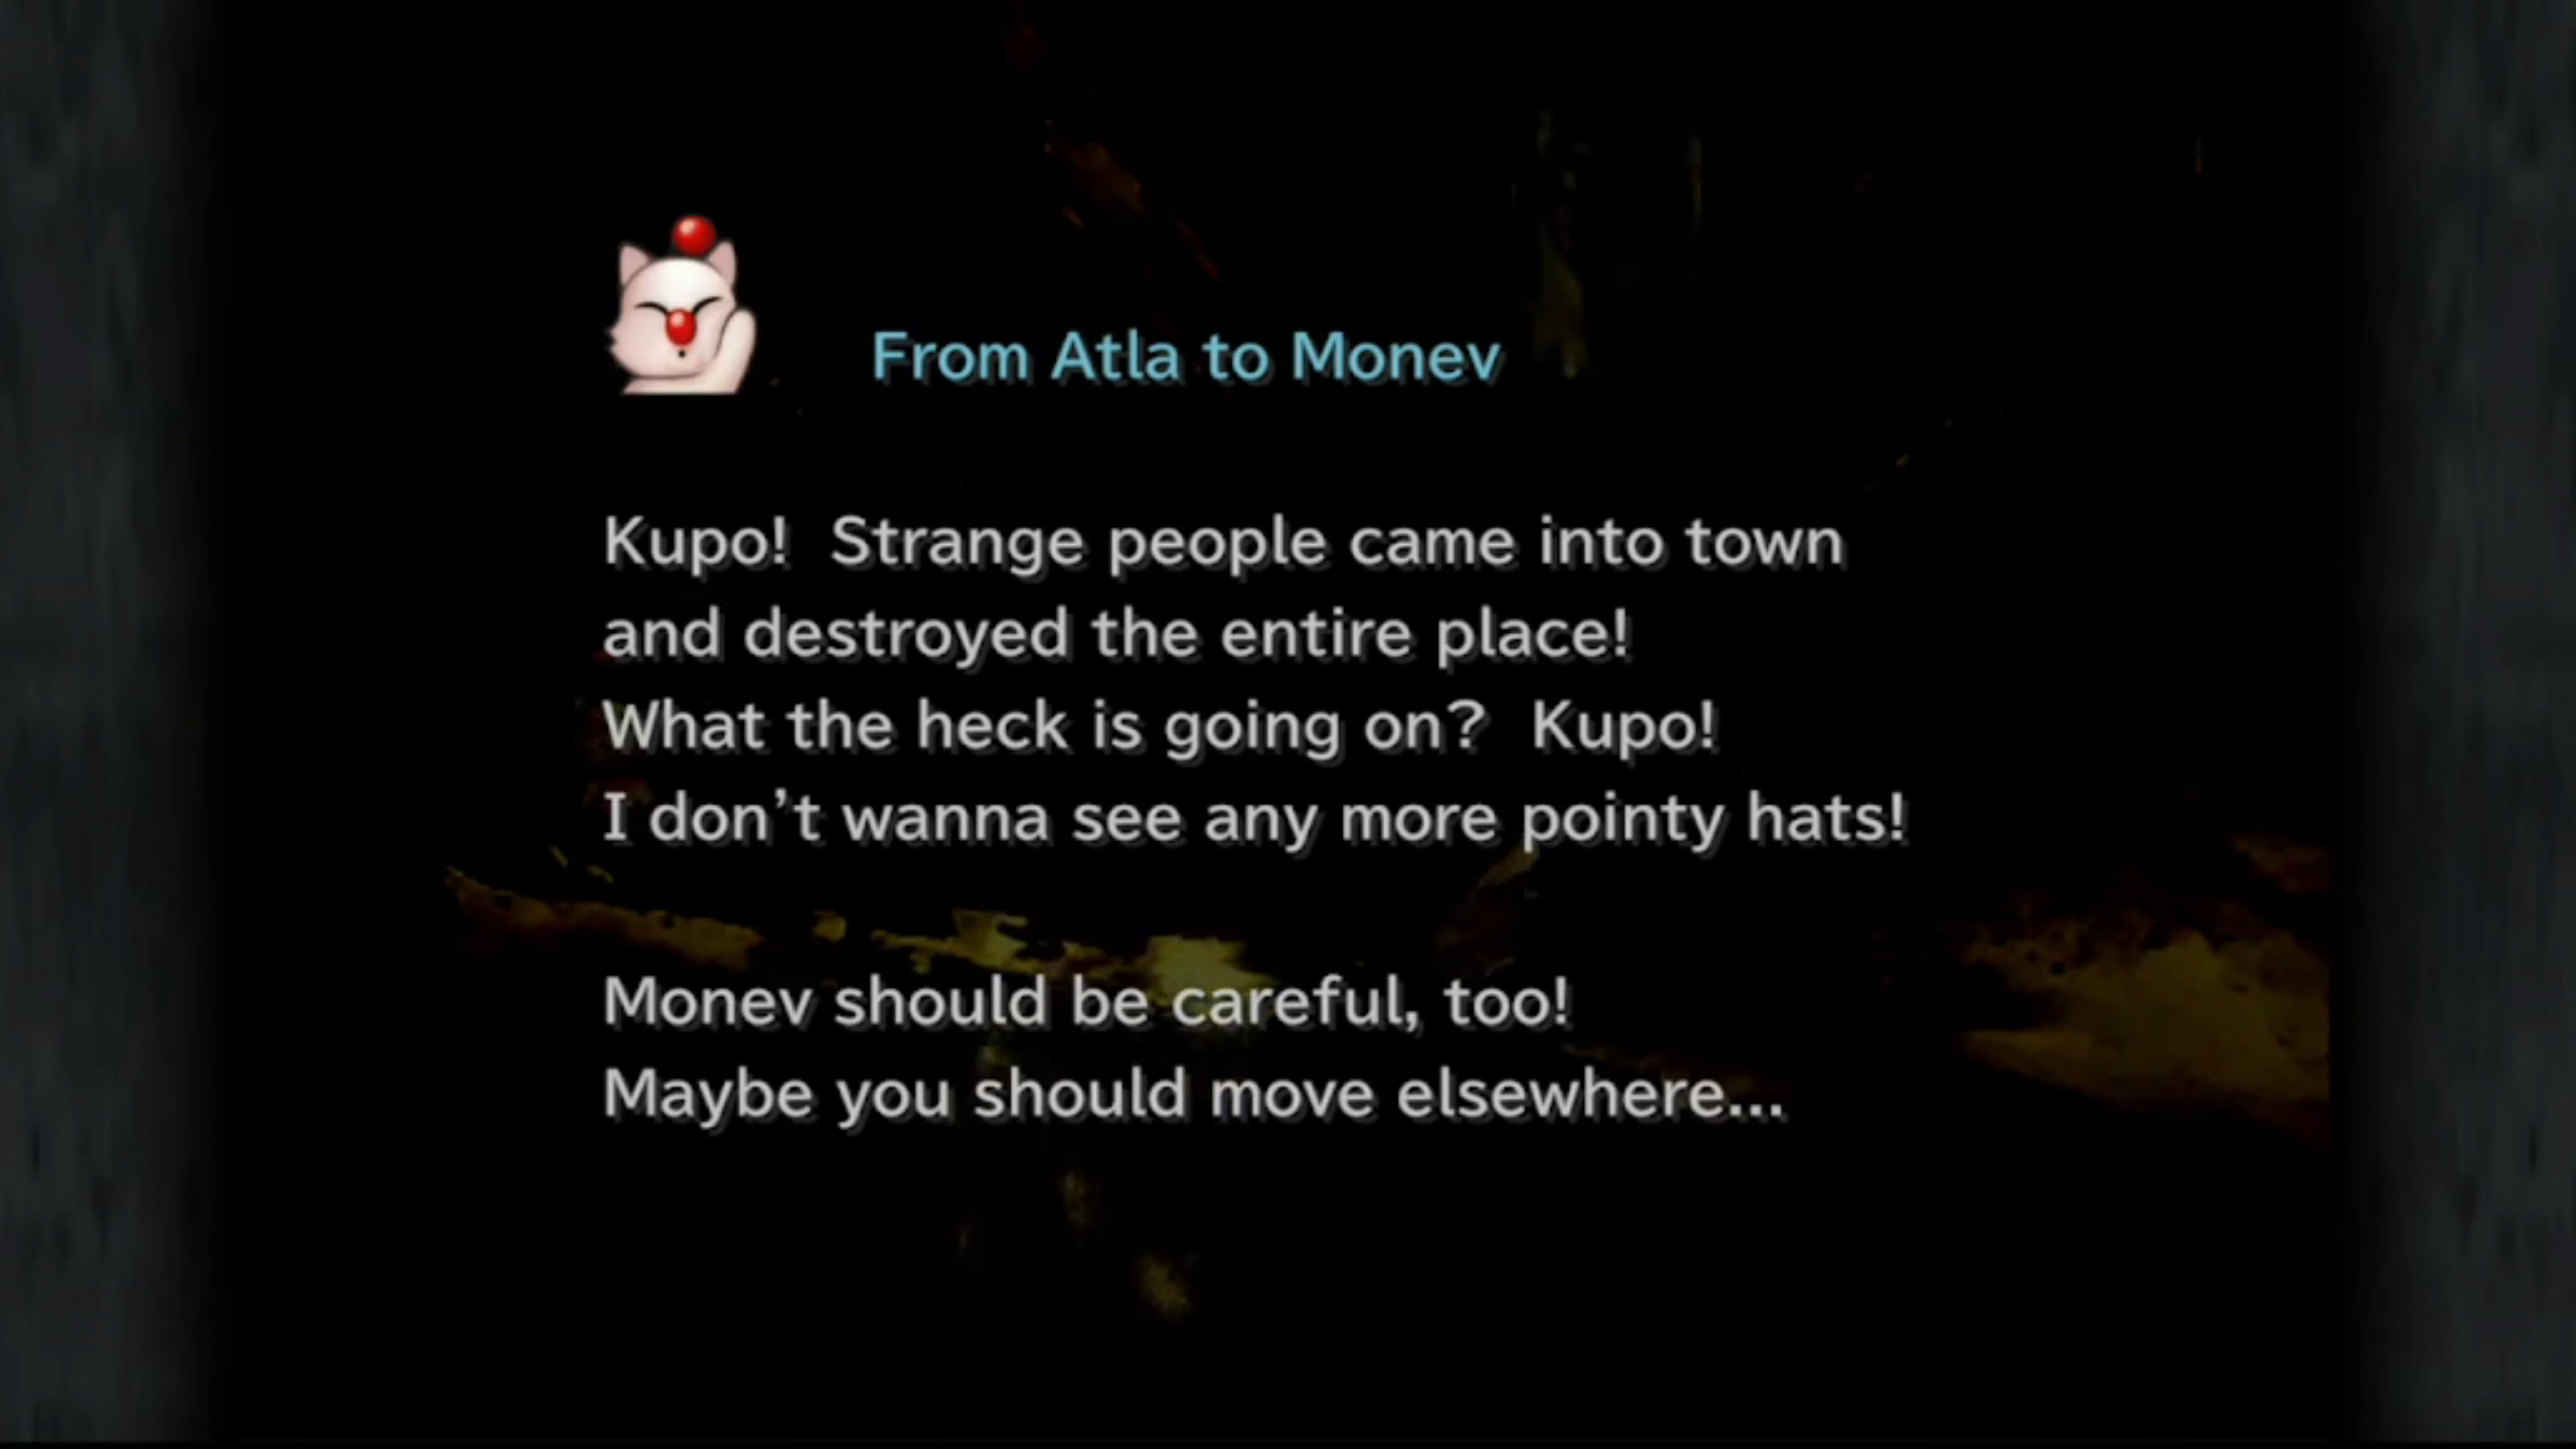 From Atla to Monev
Kupo!  Strange people came into town
and destroyed the entire place!
What the heck is going on?  Kupo!
I don’t wanna see any more pointy hats!
Monev should be careful, too!
Maybe you should move elsewhere...